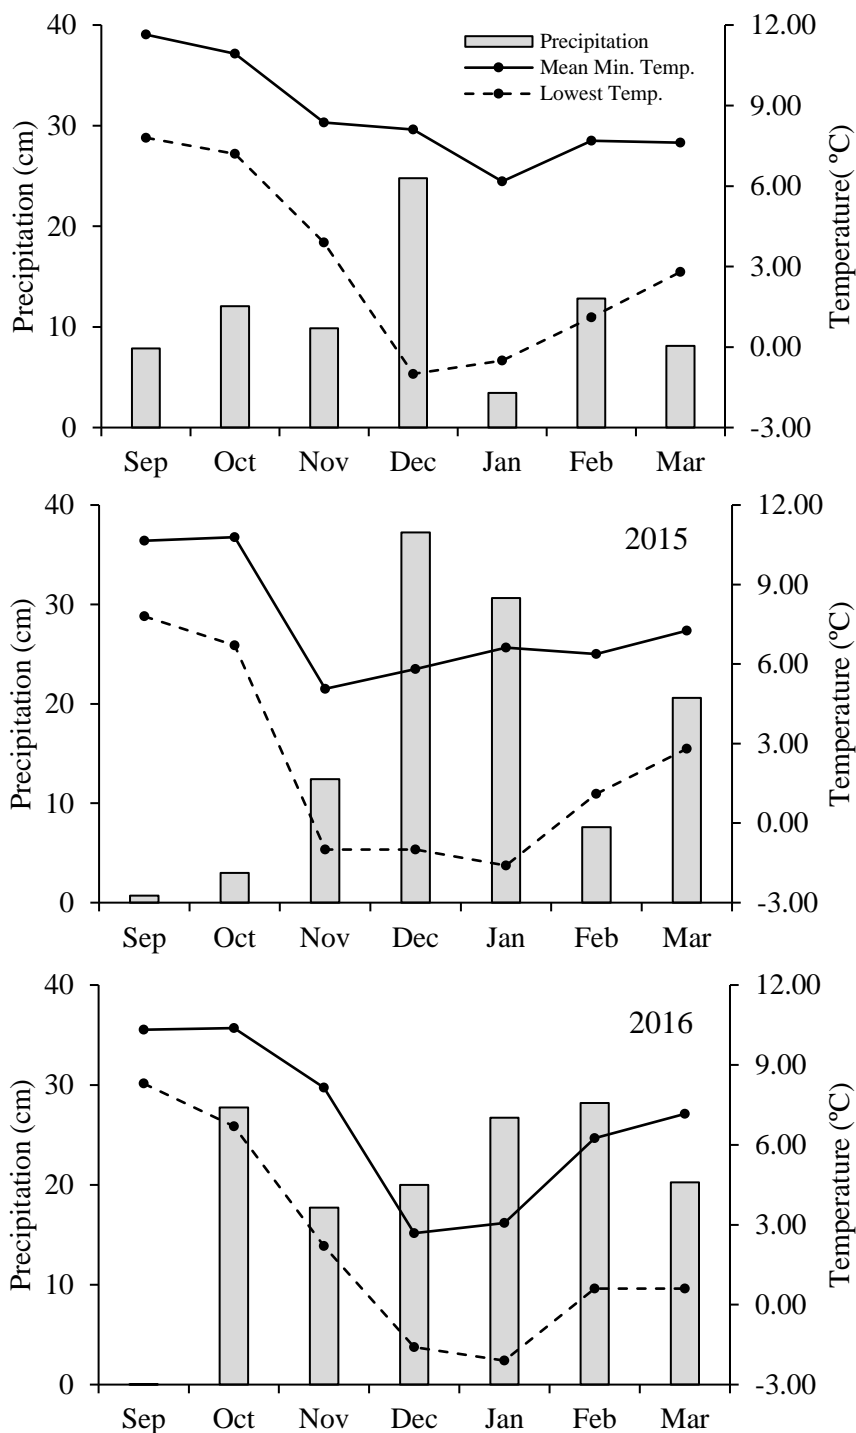 40
30
20
10
0
Precipitation (cm)
Precipitation
Mean Min. Temp.
Lowest Temp.
12.00
9.00
6.00
3.00
0.00
-3.00
Temperature( ºC)
Sep Oct Nov Dec Jan Feb Mar
40
30
20
10
0
Precipitation (cm)
2015
12.00
9.00
6.00
3.00
0.00
-3.00
Temperature (ºC)
Sep Oct Nov Dec Jan Feb Mar
40
30
20
10
0
Precipitation (cm)
2016
12.00
9.00
6.00
3.00
0.00
-3.00
Temperature (ºC)
Sep Oct Nov Dec Jan Feb Mar